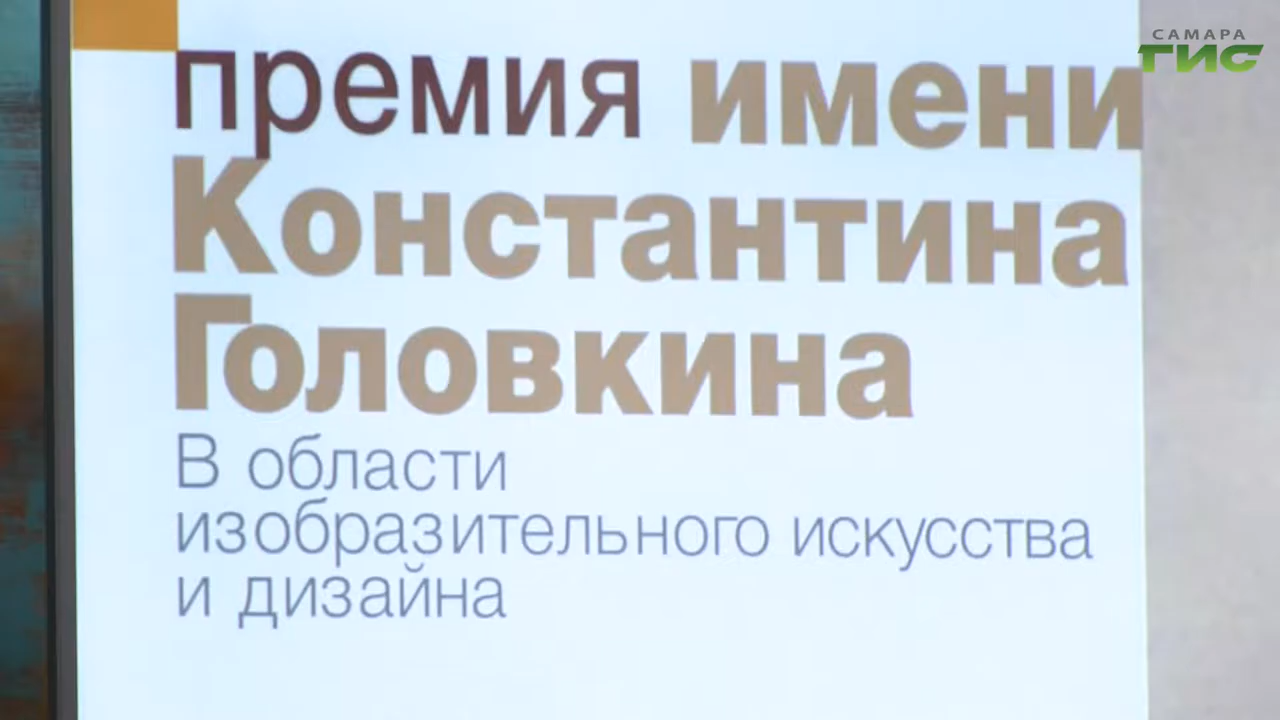 САМАРА
ГИС
премия имени
Константина
Головкина
В области
изобразительного искусства
и дизайна